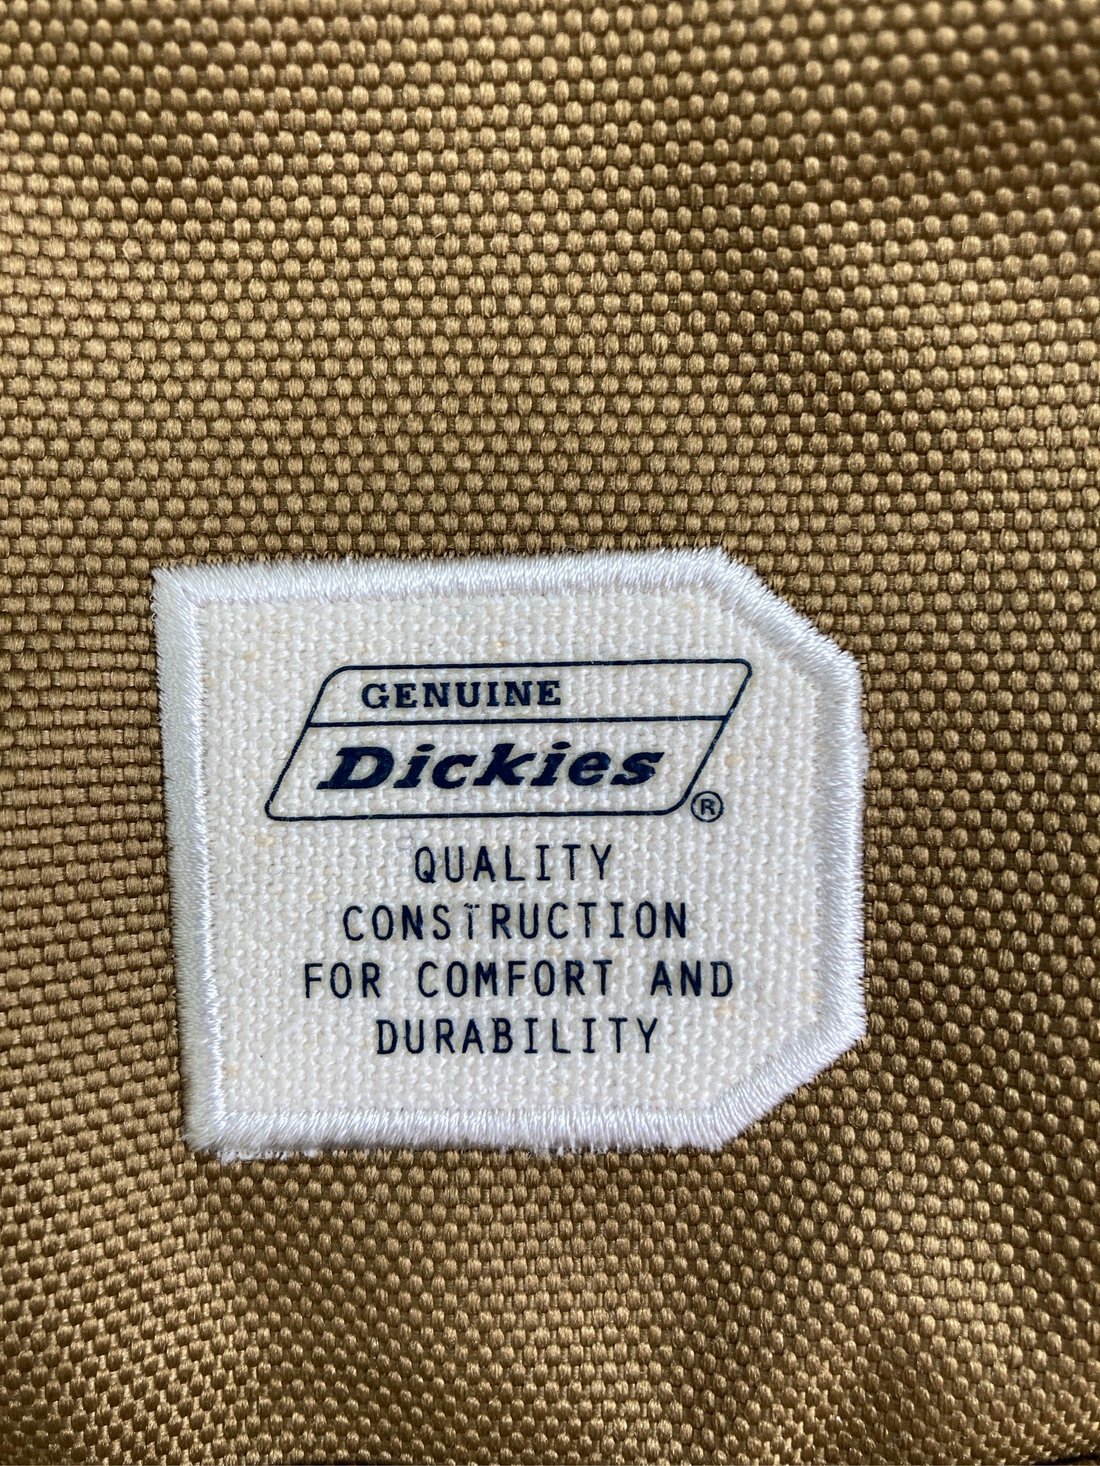 GENUINE
Dickies®
QUALITY
CONSTRUCTION
FOR COMFORT AND
DURABILITY